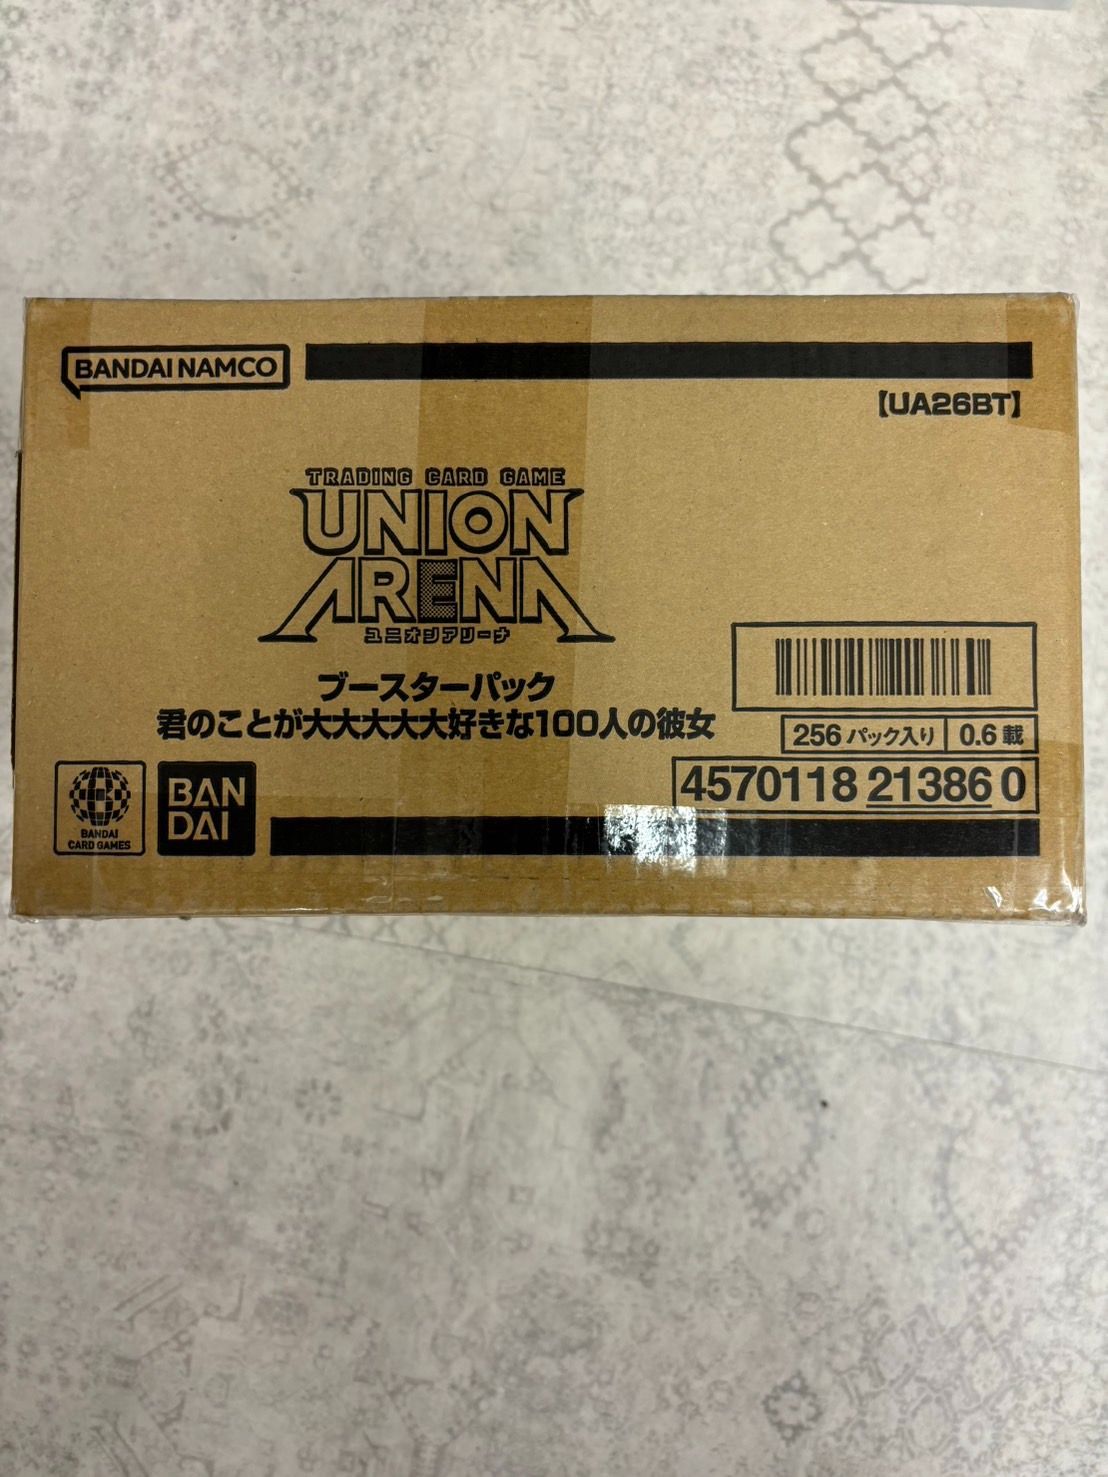 BANDAI NAMCO
【UA26BT】
TRADING CARD GAME
UNION
ARENA
ユニオンアリーナ
ブースターパック
君のことが大大大大大好きな100人の彼女
256 パック入り 0.6 載
4570118 21386 0
BANDAI
CARD GAMES
BAN
DAI